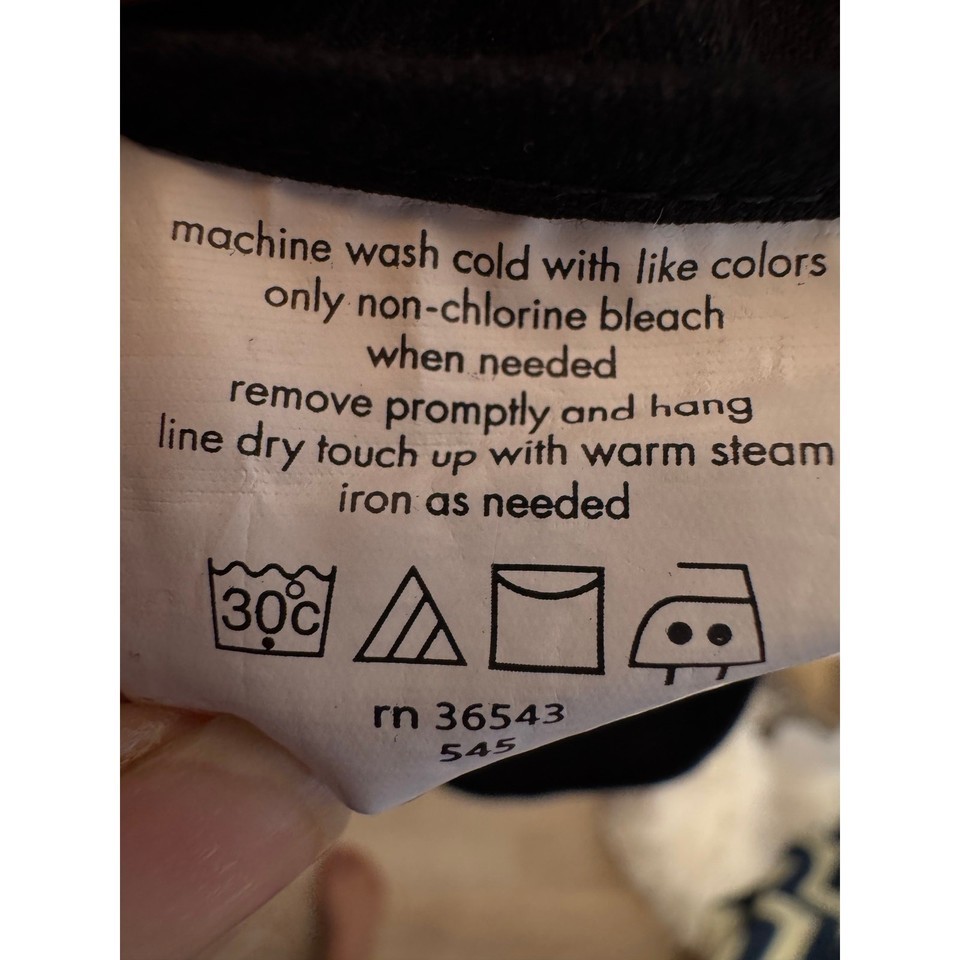 machine wash cold with like colors
only non-chlorine bleach
when needed
remove promptly and hang
line dry touch up with warm steam
iron as needed
30°c
rn 36543
545